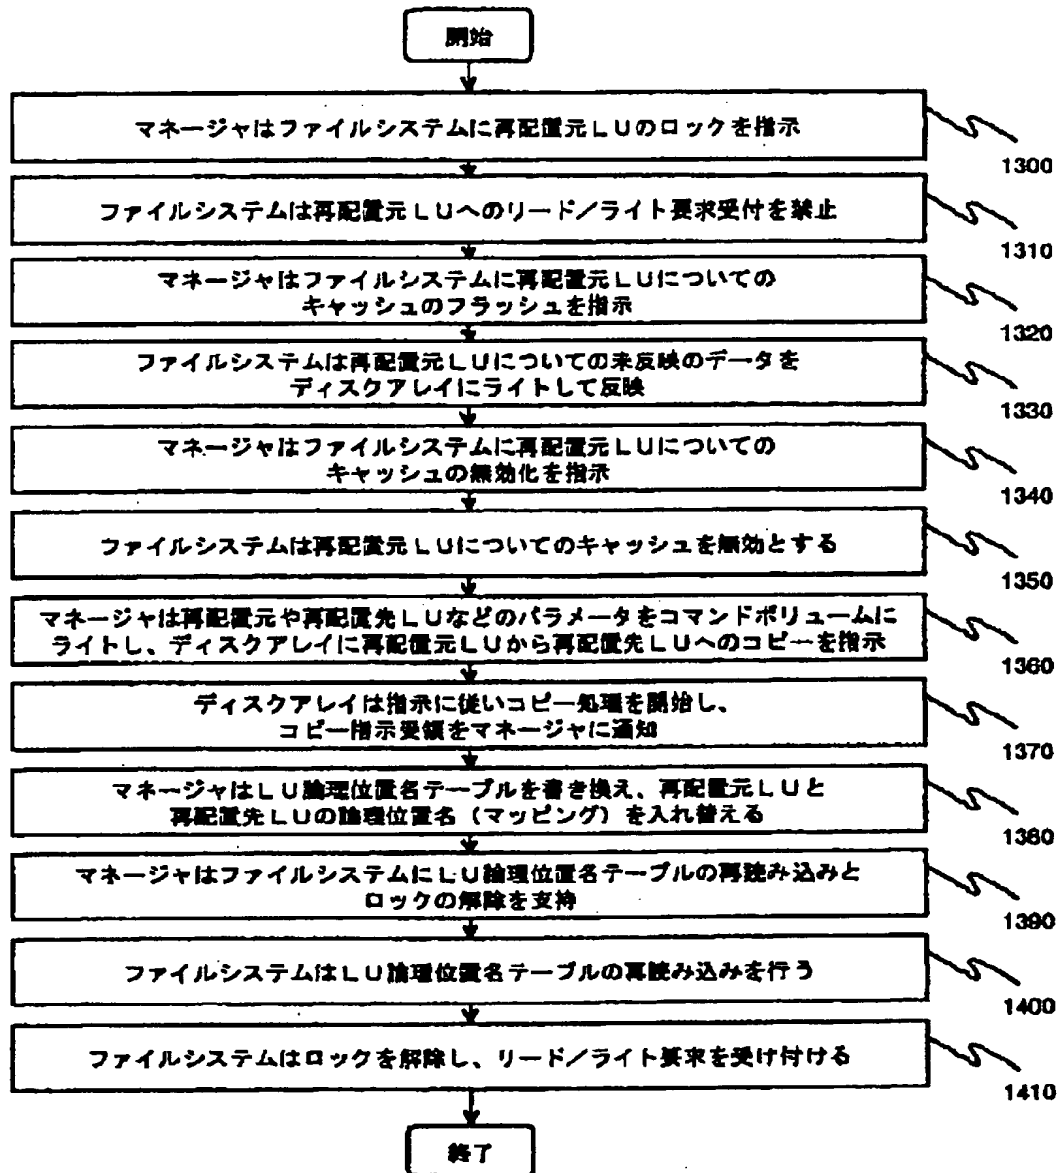 開始
マネージャはファイルシステムに再配置元LUのロックを指示
1300
ファイルシステムは再配置元LUへのリード/ライト要求受付を禁止
1310
マネージャはファイルシステムに再配置元LUについての
キャッシュのフラッシュを指示
1320
ファイルシステムは再配置元LUについての未反映のデータを
ディスクアレイにライトして反映
1330
マネージャはファイルシステムに再配置元LUについての
キャッシュの無効化を指示
1340
ファイルシステムは再配置元LUについてのキャッシュを無効とする
1350
マネージャは再配置元や再配置先LUなどのパラメータをコマンドボリュームに
ライトし、ディスクアレイに再配置元LUから再配置先LUへのコピーを指示
1360
ディスクアレイは指示に従いコピー処理を開始し、
コピー指示受領をマネージャに通知
1370
マネージャはLU論理位置名テーブルを書き換え、再配置元LUと
再配置先LUの論理位置名（マッピング）を入れ替える
1380
マネージャはファイルシステムにLU論理位置名テーブルの再読み込みと
ロックの解除を支持
1390
ファイルシステムはLU論理位置名テーブルの再読み込みを行う
1400
ファイルシステムはロックを解除し、リード/ライト要求を受け付ける
1410
終了